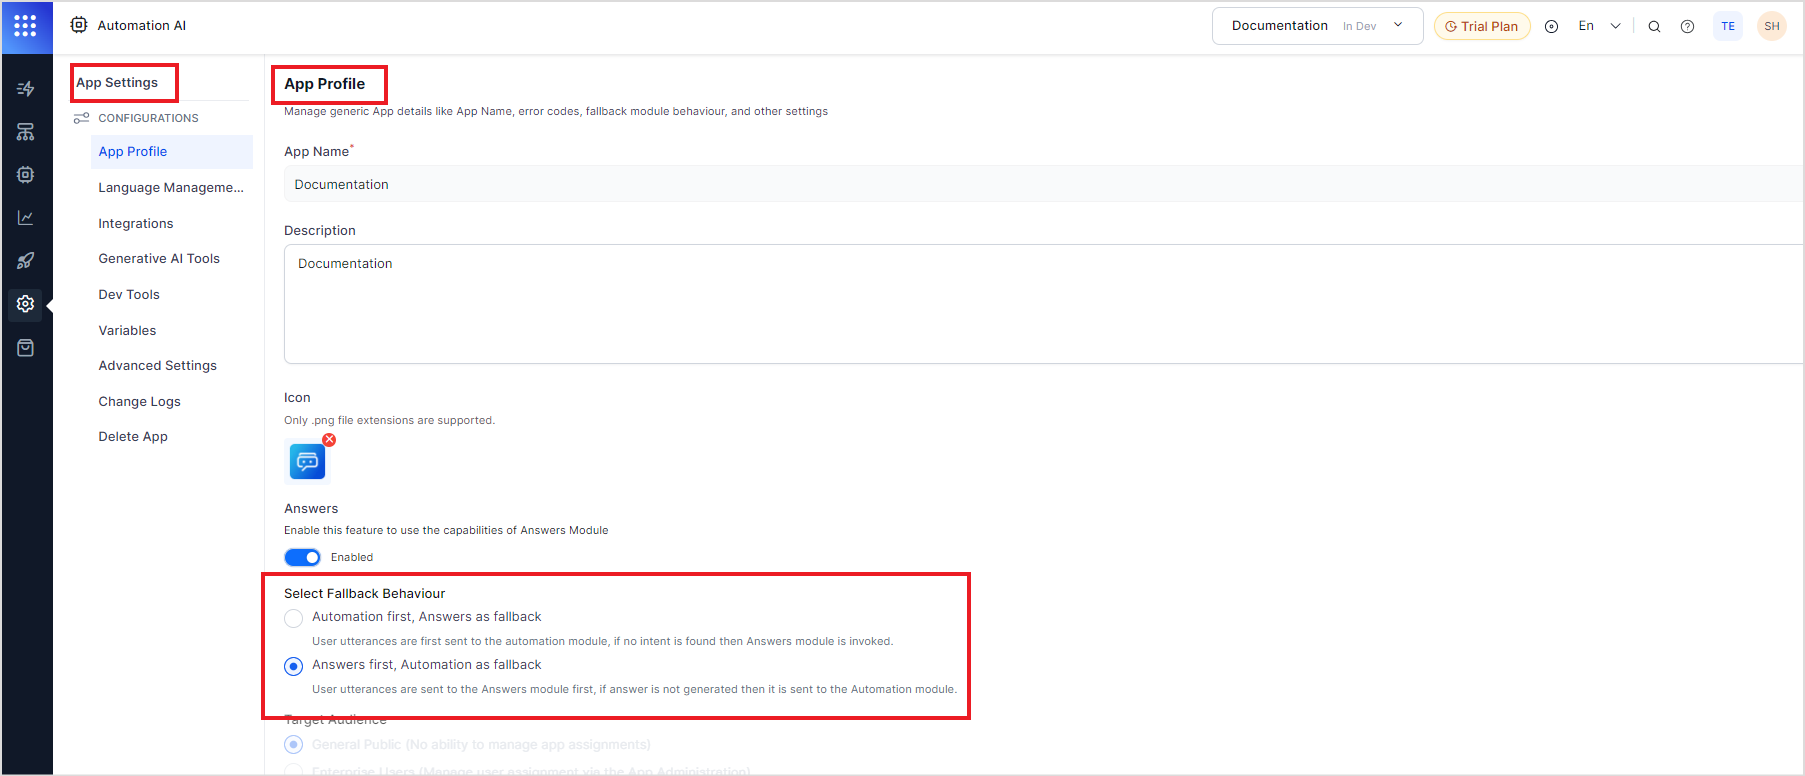 Automation AI
Documentation In Dev
Trial Plan
En
TE
SH
App Settings
CONFIGURATIONS
App Profile
Language Manageme...
Integrations
Generative AI Tools
Dev Tools
Variables
Advanced Settings
Change Logs
Delete App
App Profile
Manage generic App details like App Name, error codes, fallback module behaviour, and other settings
App Name*
Documentation
Description
Documentation
Icon
Only .png file extensions are supported.
Answers
Enable this feature to use the capabilities of Answers Module
Enabled
Select Fallback Behaviour
Automation first, Answers as fallback
User utterances are first sent to the automation module, if no intent is found then Answers module is invoked.
Answers first, Automation as fallback
User utterances are sent to the Answers module first, if answer is not generated then it is sent to the Automation module.
Target Audience
General Public (No ability to manage app assignments)
Enterprise Users (Manage user assignment via the App Administration)